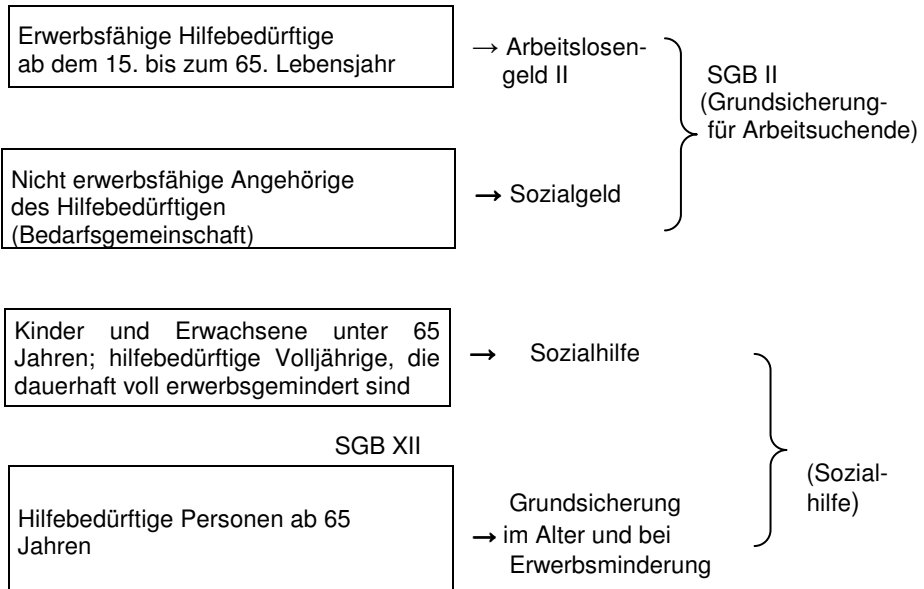 Erwerbsfähige Hilfebedürftige
ab dem 15. bis zum 65. Lebensjahr
→ Arbeitslosen-
geld II
SGB II
(Grundsicherung-
für Arbeitsuchende)
Nicht erwerbsfähige Angehörige
des Hilfebedürftigen
(Bedarfsgemeinschaft)
→ Sozialgeld
Kinder und Erwachsene unter 65
Jahren; hilfebedürftige Volljährige, die
dauerhaft voll erwerbsgemindert sind
→ Sozialhilfe
SGB XII
(Sozial-
hilfe)
Hilfebedürftige Personen ab 65
Jahren
Grundsicherung
→ im Alter und bei
Erwerbsminderung